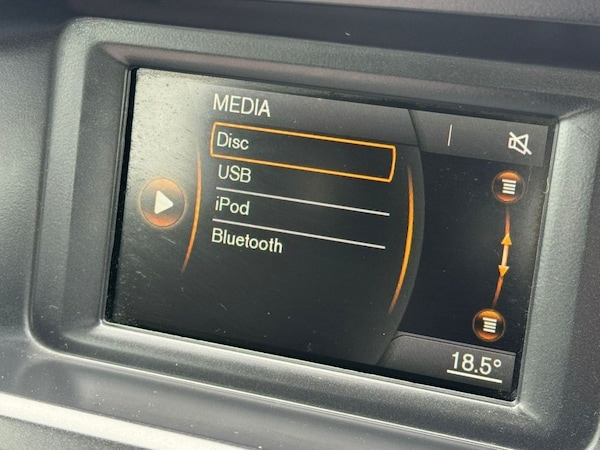 MEDIA
Disc
USB
iPod
Bluetooth
18.5°